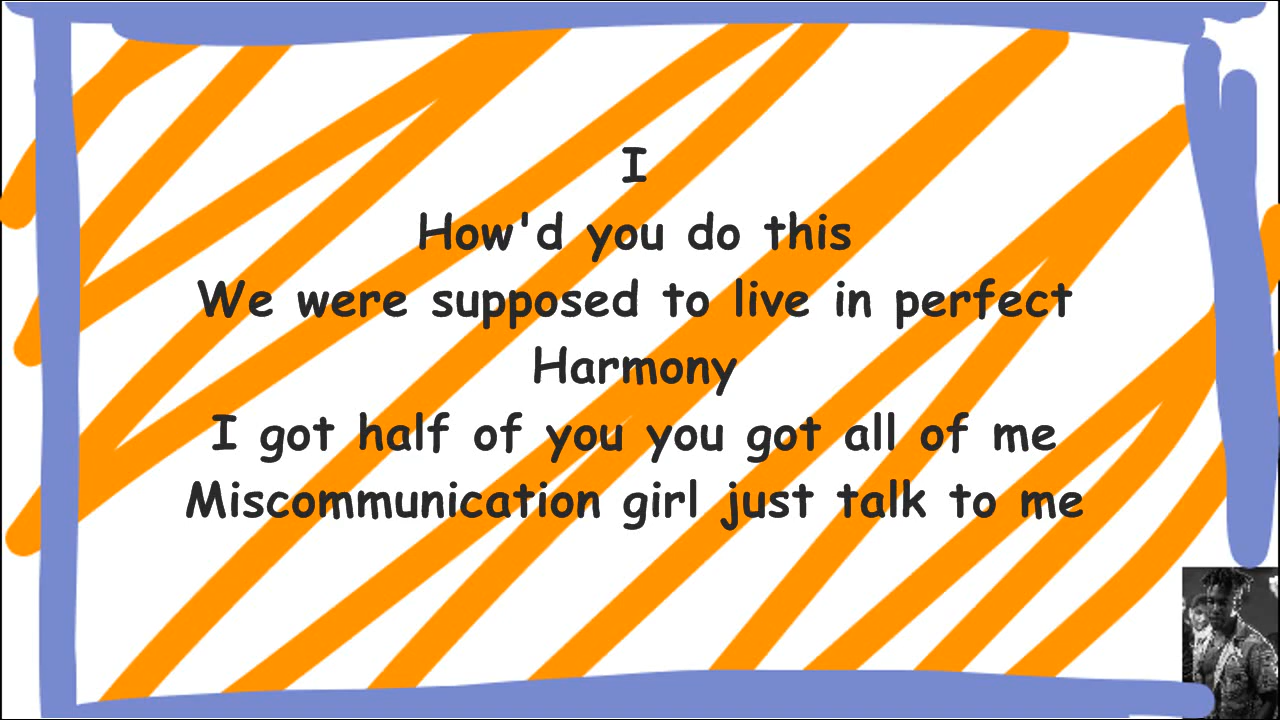 I
How'd you do this
We were supposed to live in perfect
Harmony
I got half of you you got all of me
Miscommunication girl just talk to me